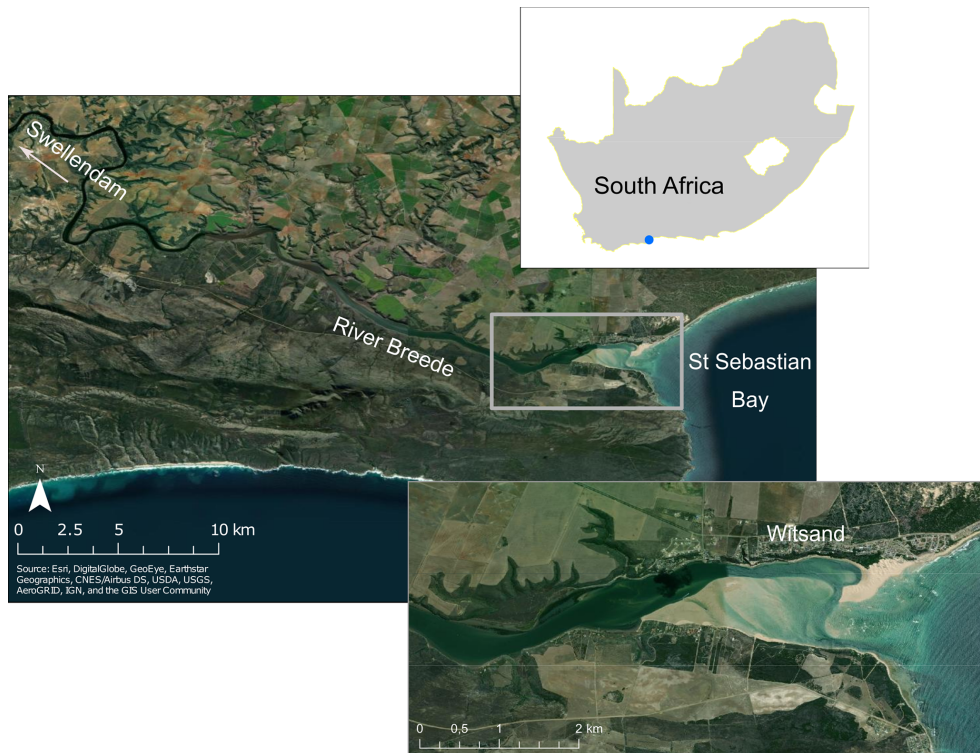 South Africa
Swellendam
River Breede
St Sebastian
Bay
N
0 2.5 5 10 km
Source: Esri, DigitalGlobe, GeoEye, Earthstar
Geographics, CNES/Airbus DS, USDA, USGS,
AeroGRID, IGN, and the GIS User Community
Witsand
0 0,5 1 2 km